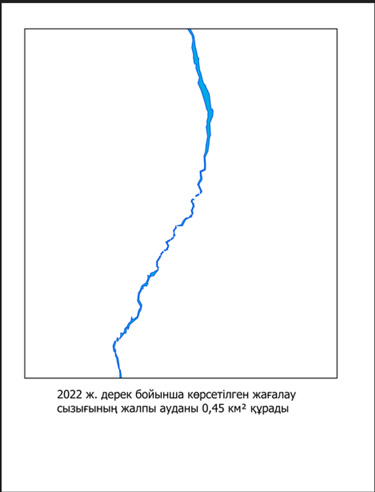 2022 ж. дерек бойынша көрсетілген жағалау
сызығының жалпы ауданы 0,45 км² құрады